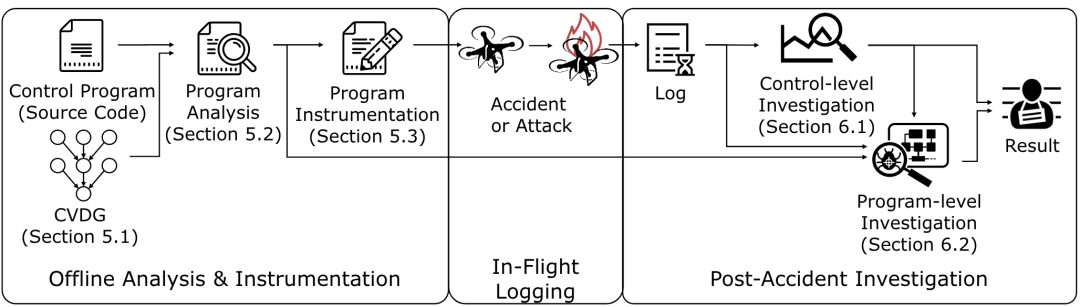 Control Program
(Source Code)
CVDG
(Section 5.1)
Program
Analysis
(Section 5.2)
Program
Instrumentation
(Section 5.3)
Offline Analysis & Instrumentation
Accident
or Attack
In-Flight
Logging
Log
Control-level
Investigation
(Section 6.1)
Program-level
Investigation
(Section 6.2)
Result
Post-Accident Investigation